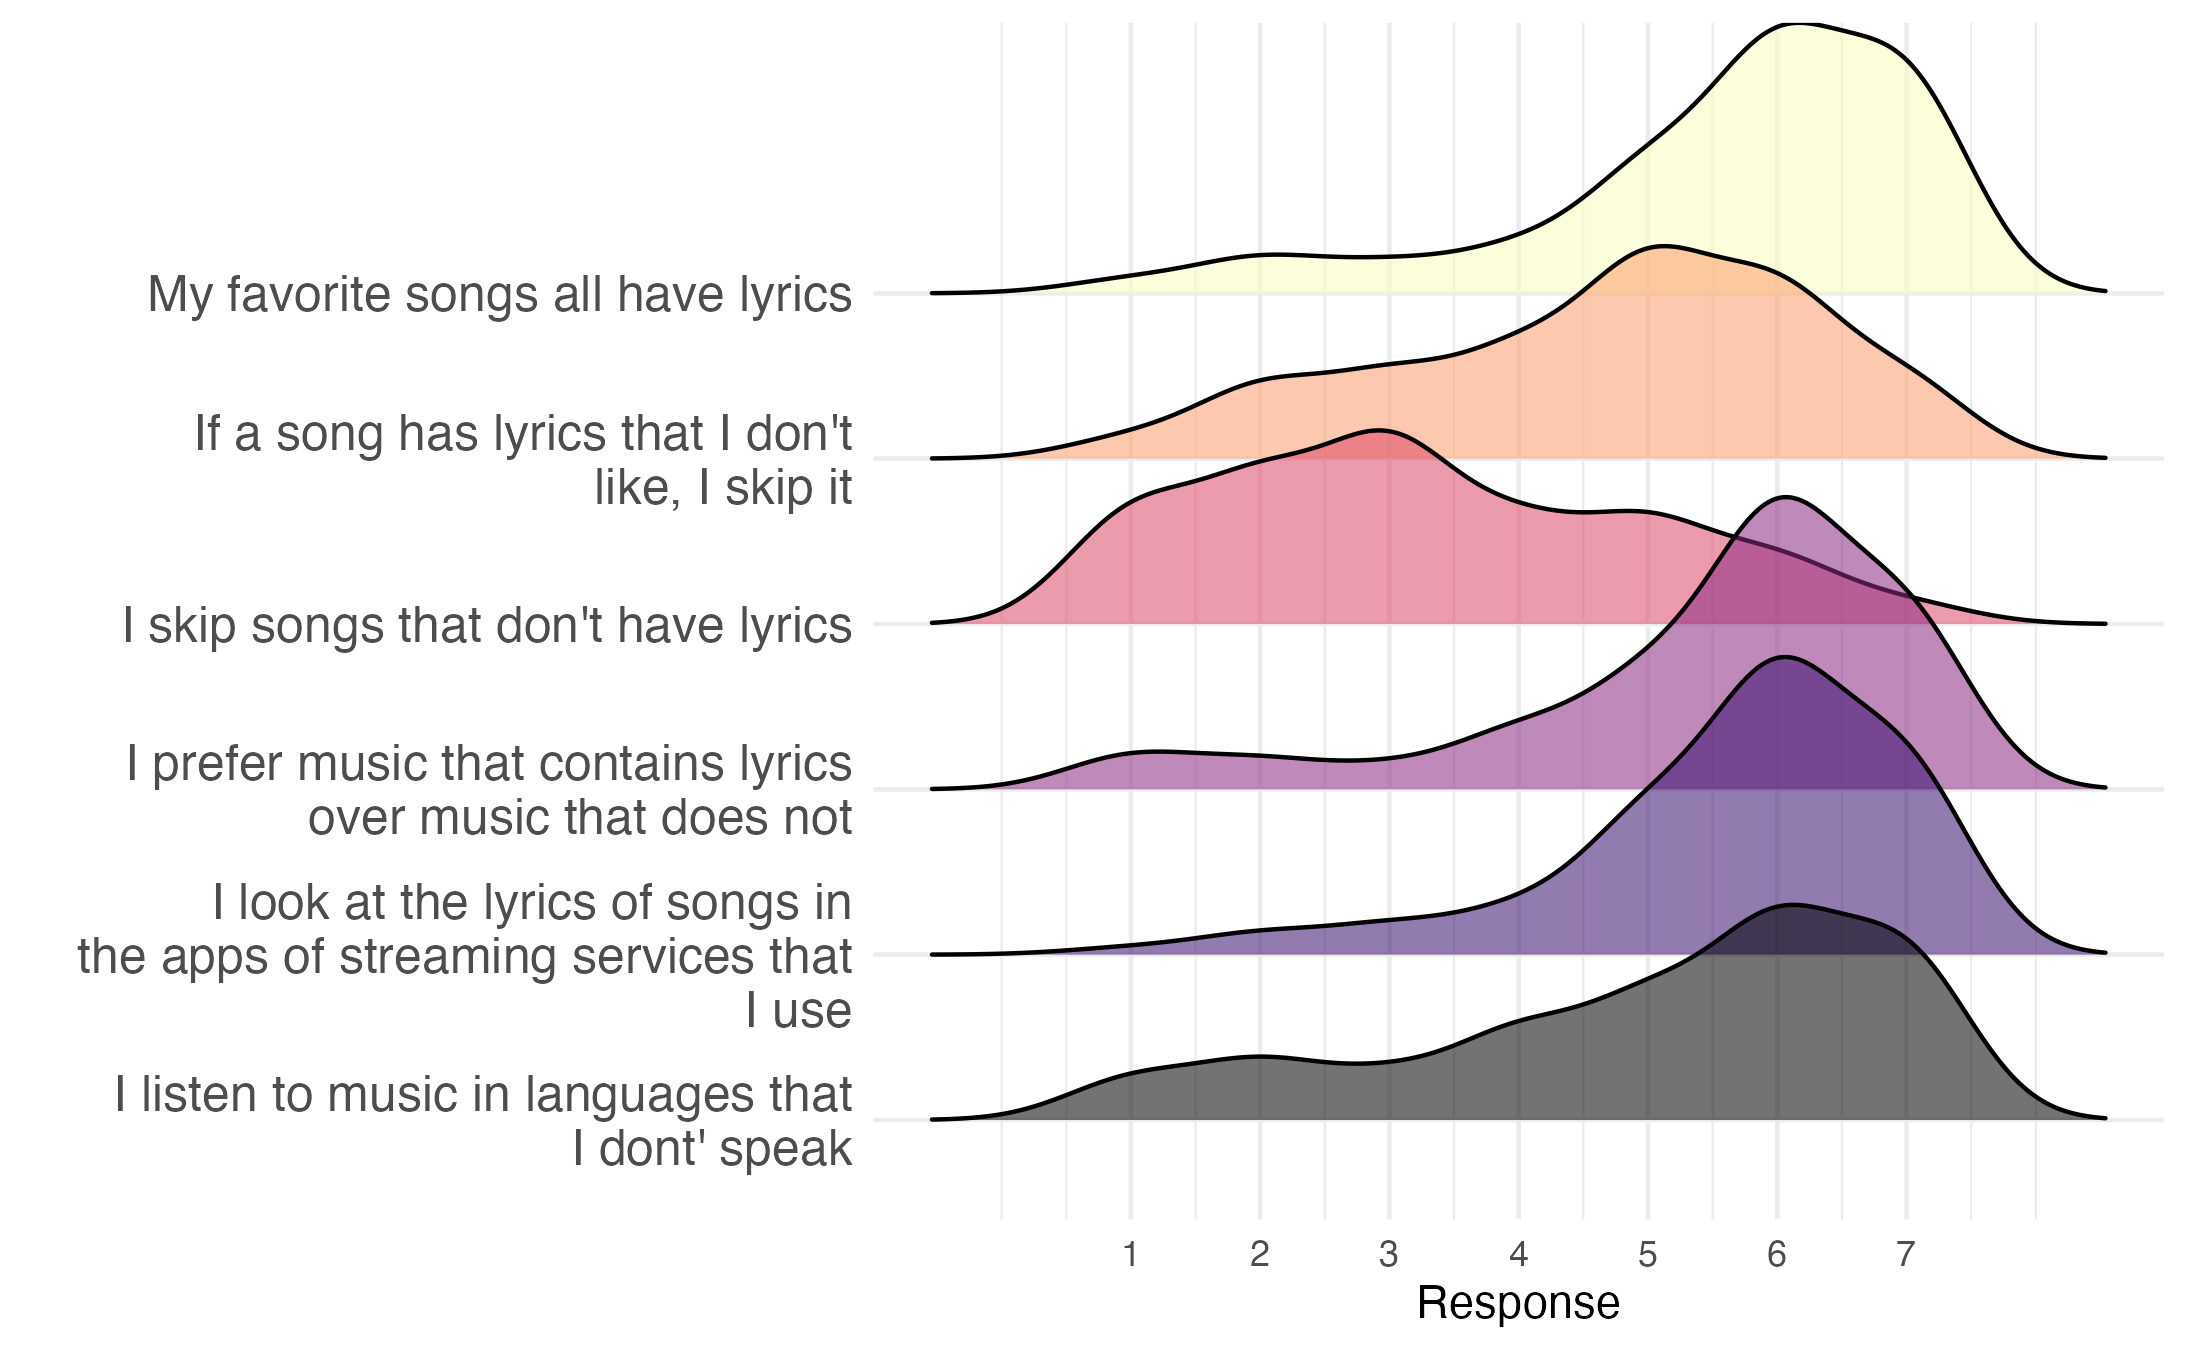 My favorite songs all have lyrics
If a song has lyrics that I don't
like, I skip it
I skip songs that don't have lyrics
I prefer music that contains lyrics
over music that does not
I look at the lyrics of songs in
the apps of streaming services that
I use
I listen to music in languages that
I dont' speak
1 2 3 4 5 6 7
Response